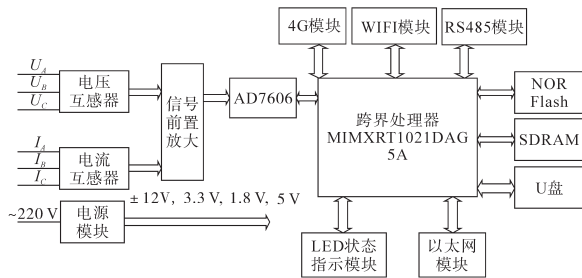 4G模块
WIFI模块
RS485模块
U_A
U_B
U_C
电压
互感器
信号
前置
放大
AD7606
跨界处理器
MIMXRT1021DAG
5A
NOR
Flash
SDRAM
U盘
I_A
I_B
I_C
电流
互感器
±12V, 3.3 V, 1.8 V, 5 V
~220 V
电源
模块
LED状态
指示模块
以太网
模块